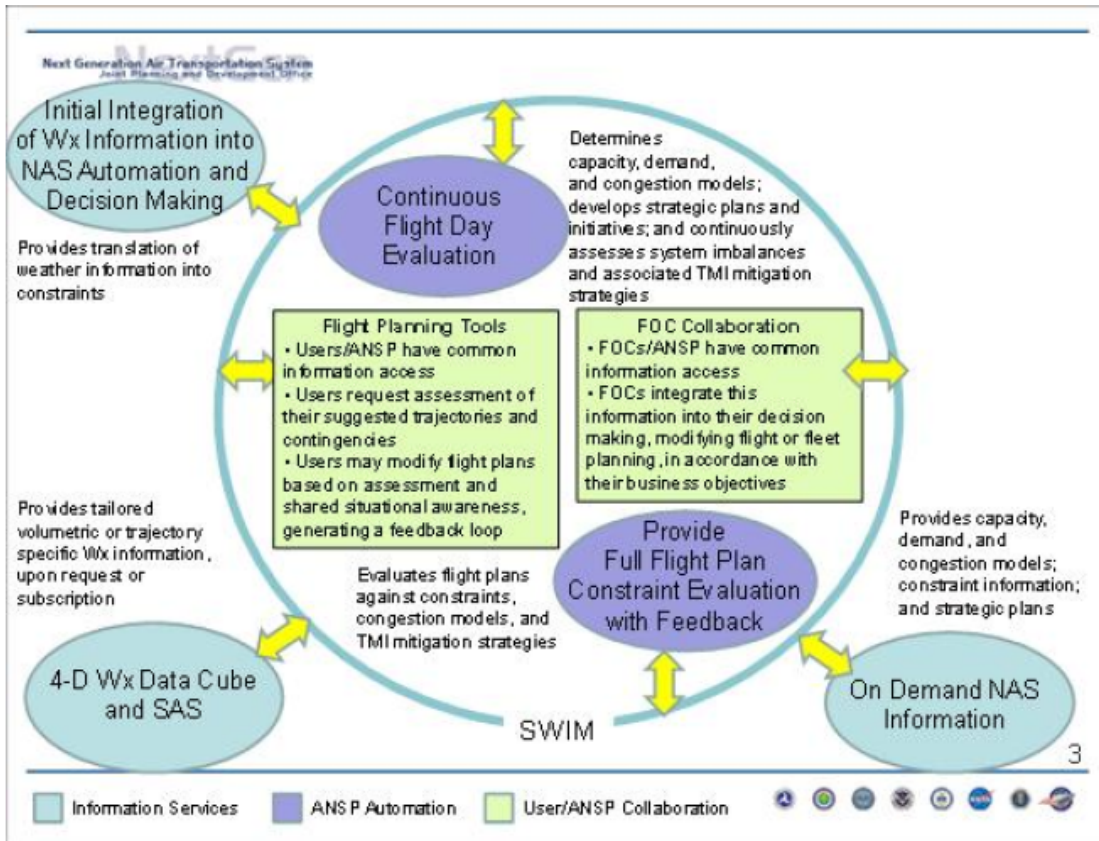 NextGen
Next Generation Air Transportation System
Joint Planning and Development Office
Initial Integration
of Wx Information into
NAS Automation and
Decision Making
Provides translation of
weather information into
constraints
Continuous
Flight Day
Evaluation
Determines
capacity, demand,
and congestion models;
develops strategic plans and
initiatives; and continuously
assesses system imbalances
and associated TMI mitigation
strategies
Flight Planning Tools
• Users/ANSP have common
information access
• Users request assessment of
their suggested trajectories and
contingencies
• Users may modify flight plans
based on assessment and
shared situational awareness,
generating a feedback loop
FOC Collaboration
• FOCs/ANSP have common
information access
• FOCs integrate this
information into their decision
making, modifying flight or fleet
planning, in accordance with
their business objectives
Provides tailored
volumetric or trajectory
specific Wx information,
upon request or
subscription
Evaluates flight plans
against constraints,
congestion models, and
TMI mitigation strategies
Provide
Full Flight Plan
Constraint Evaluation
with Feedback
Provides capacity,
demand, and
congestion models;
constraint information;
and strategic plans
4-D Wx Data Cube
and SAS
SWIM
On Demand NAS
Information
3
Information Services
ANSP Automation
User/ANSP Collaboration